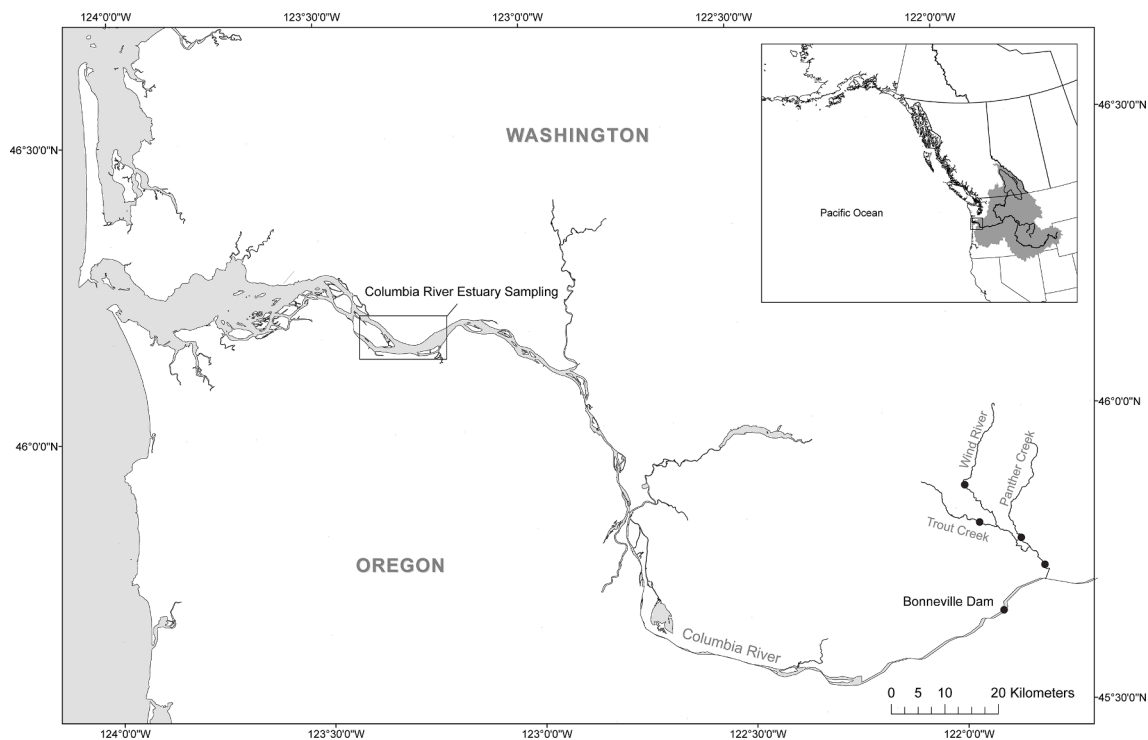 124°0'0"W
123°30'0"W
123°0'0"W
122°30'0"W
122°0'0"W
46°30'0"N
46°30'0"N
WASHINGTON
Pacific Ocean
Columbia River Estuary Sampling
46°0'0"N
46°0'0"N
Wind River
Panther Creek
Trout Creek
OREGON
Bonneville Dam
Columbia River
0 5 10 20 Kilometers
45°30'0"N
124°0'0"W
123°30'0"W
123°0'0"W
122°30'0"W
122°0'0"W